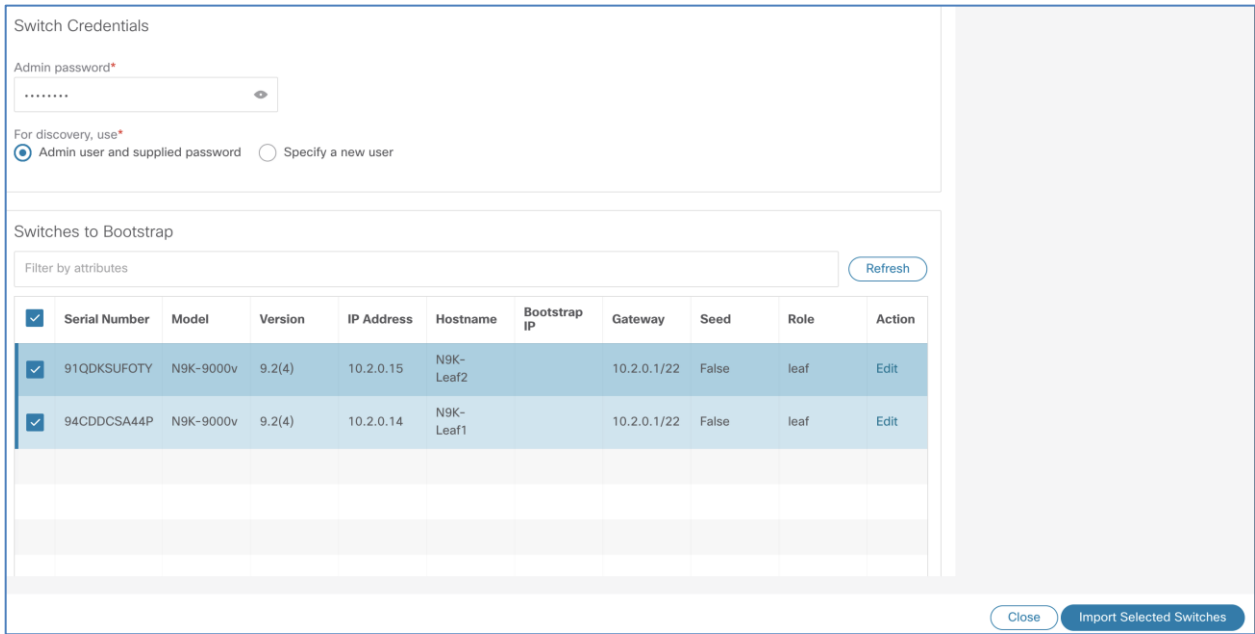 Switch Credentials
Admin password*
········
For discovery, use*
Admin user and supplied password Specify a new user
Switches to Bootstrap
Filter by attributes Refresh
Serial Number Model Version IP Address Hostname Bootstrap IP Gateway Seed Role Action
91QDKSUFOTY N9K-9000v 9.2(4) 10.2.0.15 N9K-Leaf2 10.2.0.1/22 False leaf Edit
94CDDCSA44P N9K-9000v 9.2(4) 10.2.0.14 N9K-Leaf1 10.2.0.1/22 False leaf Edit
Close Import Selected Switches